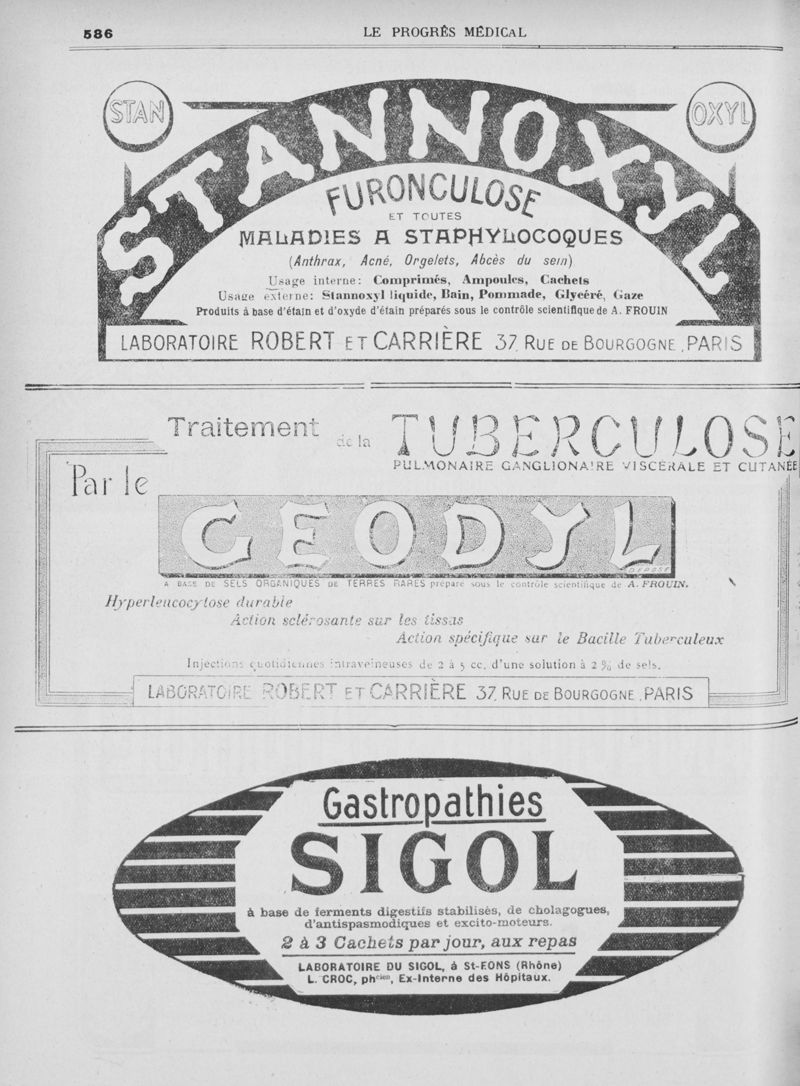 586
LE PROGRÈS MÉDICAL
STAN
OXYL
STANNOXYL
FURONCULOSE
ET TOUTES
MALADIES A STAPHYLOCOQUES
(Anthrax, Acné, Orgelets, Abcès du sein)
Usage interne: Comprimés, Ampoules, Cachets
Usage externe: Stannoxyl liquide, Bain, Pommade, Glycéré, Gaze
Produits à base d'étain et d'oxyde d'étain préparés sous le contrôle scientifique de A. FROUIN
LABORATOIRE ROBERT ET CARRIÈRE 37, RUE DE BOURGOGNE, PARIS
Traitement de la TUBERCULOSE
PULMONAIRE GANGLIONAIRE VISCÉRALE ET CUTANÉE
Par le
GEODYL
DÉPOSÉ
A BASE DE SELS ORGANIQUES DE TERRES RARES préparé sous le contrôle scientifique de A. FROUIN.
Hyperleucocytose durable
Action sclérosante sur les tissas
Action spécifique sur le Bacille Tuberculeux
Injections quotidiennes intraveineuses de 2 à 5 cc. d'une solution à 2 % de sels.
LABORATOIRE ROBERT ET CARRIÈRE 37, RUE DE BOURGOGNE, PARIS
Gastropathies
SIGOL
à base de ferments digestifs stabilisés, de cholagogues,
d'antispasmodiques et excito-moteurs.
2 à 3 Cachets par jour, aux repas
LABORATOIRE DU SIGOL, à St-FONS (Rhône)
L. CROC, phcien, Ex-Interne des Hôpitaux.